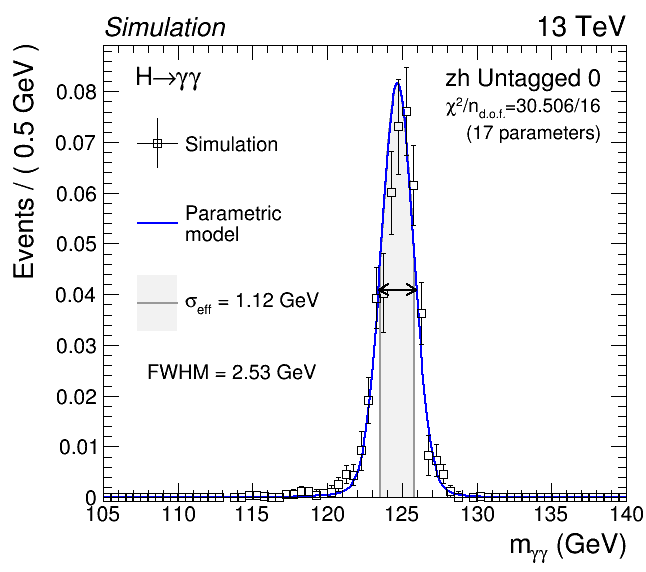 Simulation 13 TeV
H→γγ
zh Untagged 0
χ²/n_d.o.f.=30.506/16
(17 parameters)
Simulation
Parametric
model
σ_eff = 1.12 GeV
FWHM = 2.53 GeV
Events / ( 0.5 GeV )
0.08
0.07
0.06
0.05
0.04
0.03
0.02
0.01
0
105 110 115 120 125 130 135 140
m_γγ (GeV)